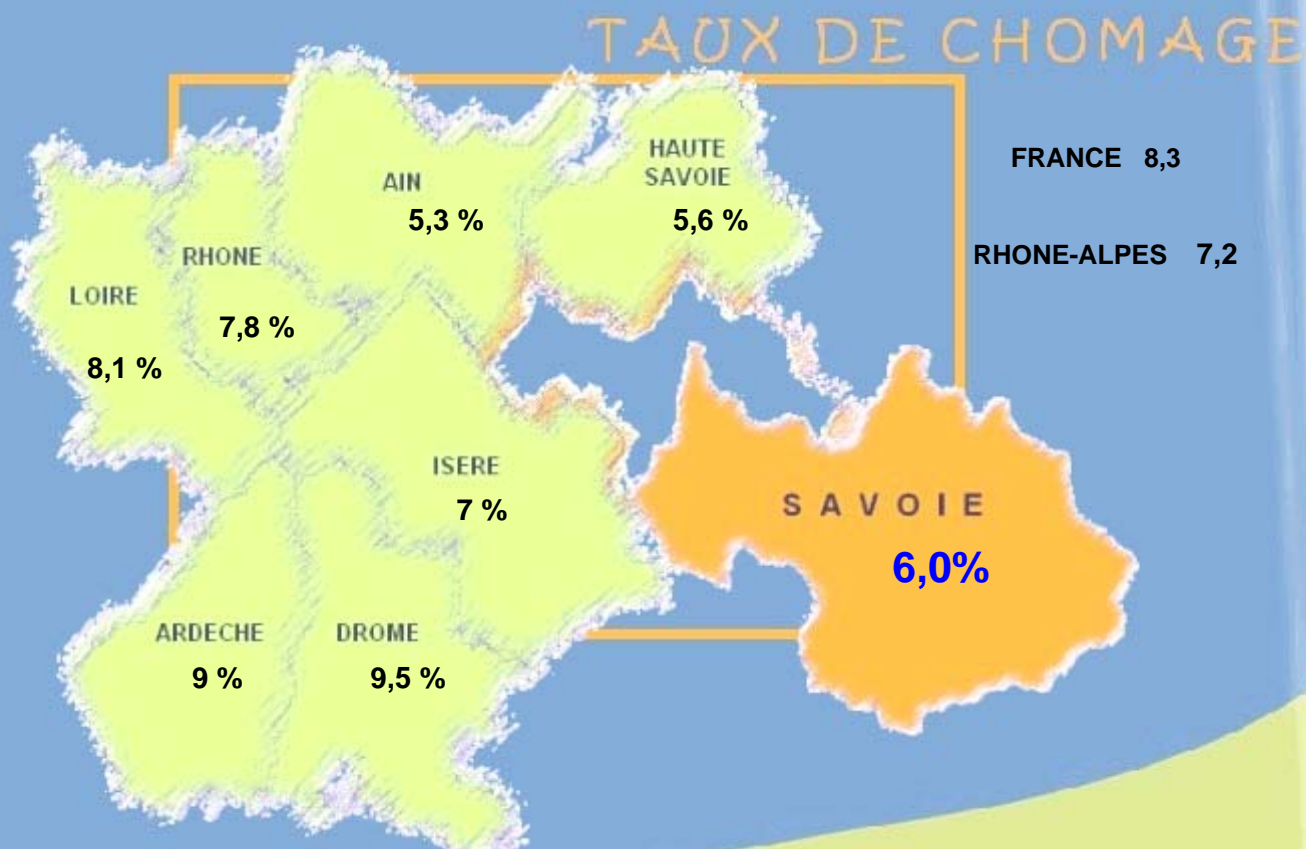 TAUX DE CHOMAGE
HAUTE
SAVOIE
5,6 %
FRANCE 8,3
AIN
5,3 %
RHONE
7,8 %
RHONE-ALPES 7,2
LOIRE
8,1 %
ISERE
7 %
SAVOIE
6,0%
ARDECHE
9 %
DROME
9,5 %